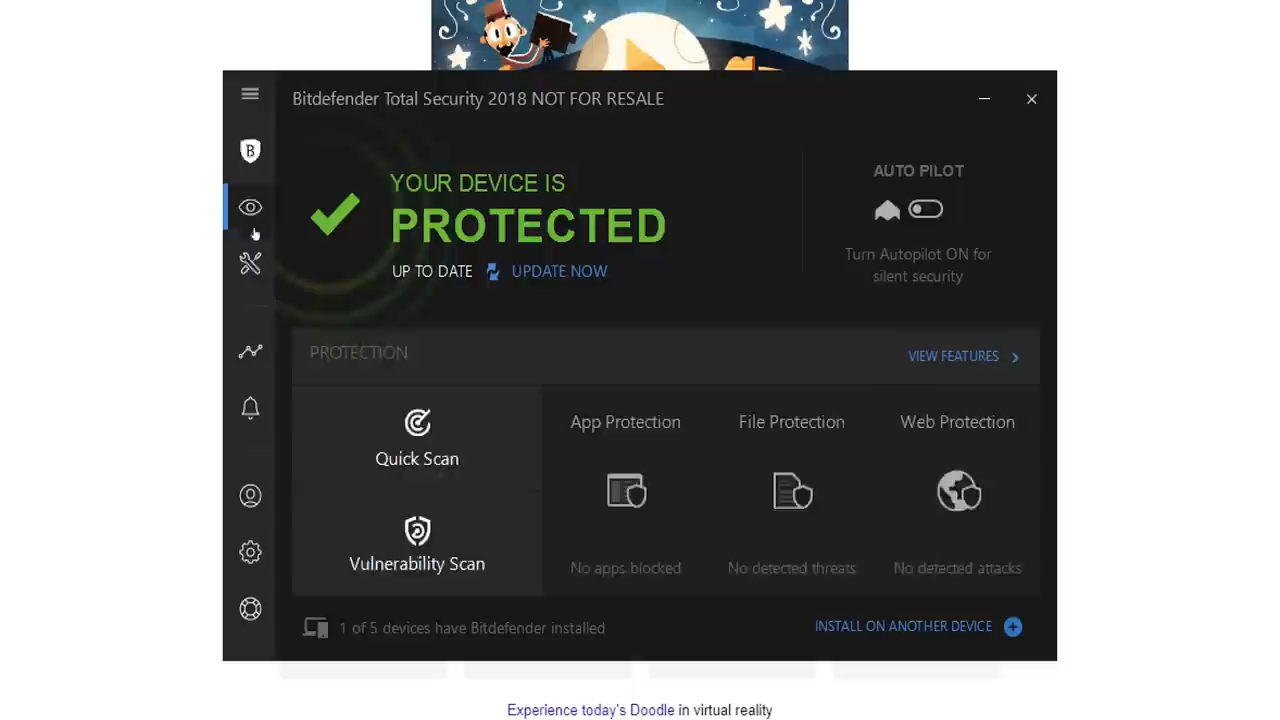 Bitdefender Total Security 2018 NOT FOR RESALE
B
YOUR DEVICE IS
PROTECTED
UP TO DATE UPDATE NOW
AUTO PILOT
Turn Autopilot ON for
silent security
PROTECTION
VIEW FEATURES
Quick Scan
Vulnerability Scan
App Protection
No apps blocked
File Protection
No detected threats
Web Protection
No detected attacks
1 of 5 devices have Bitdefender installed
INSTALL ON ANOTHER DEVICE
Experience today's Doodle in virtual reality